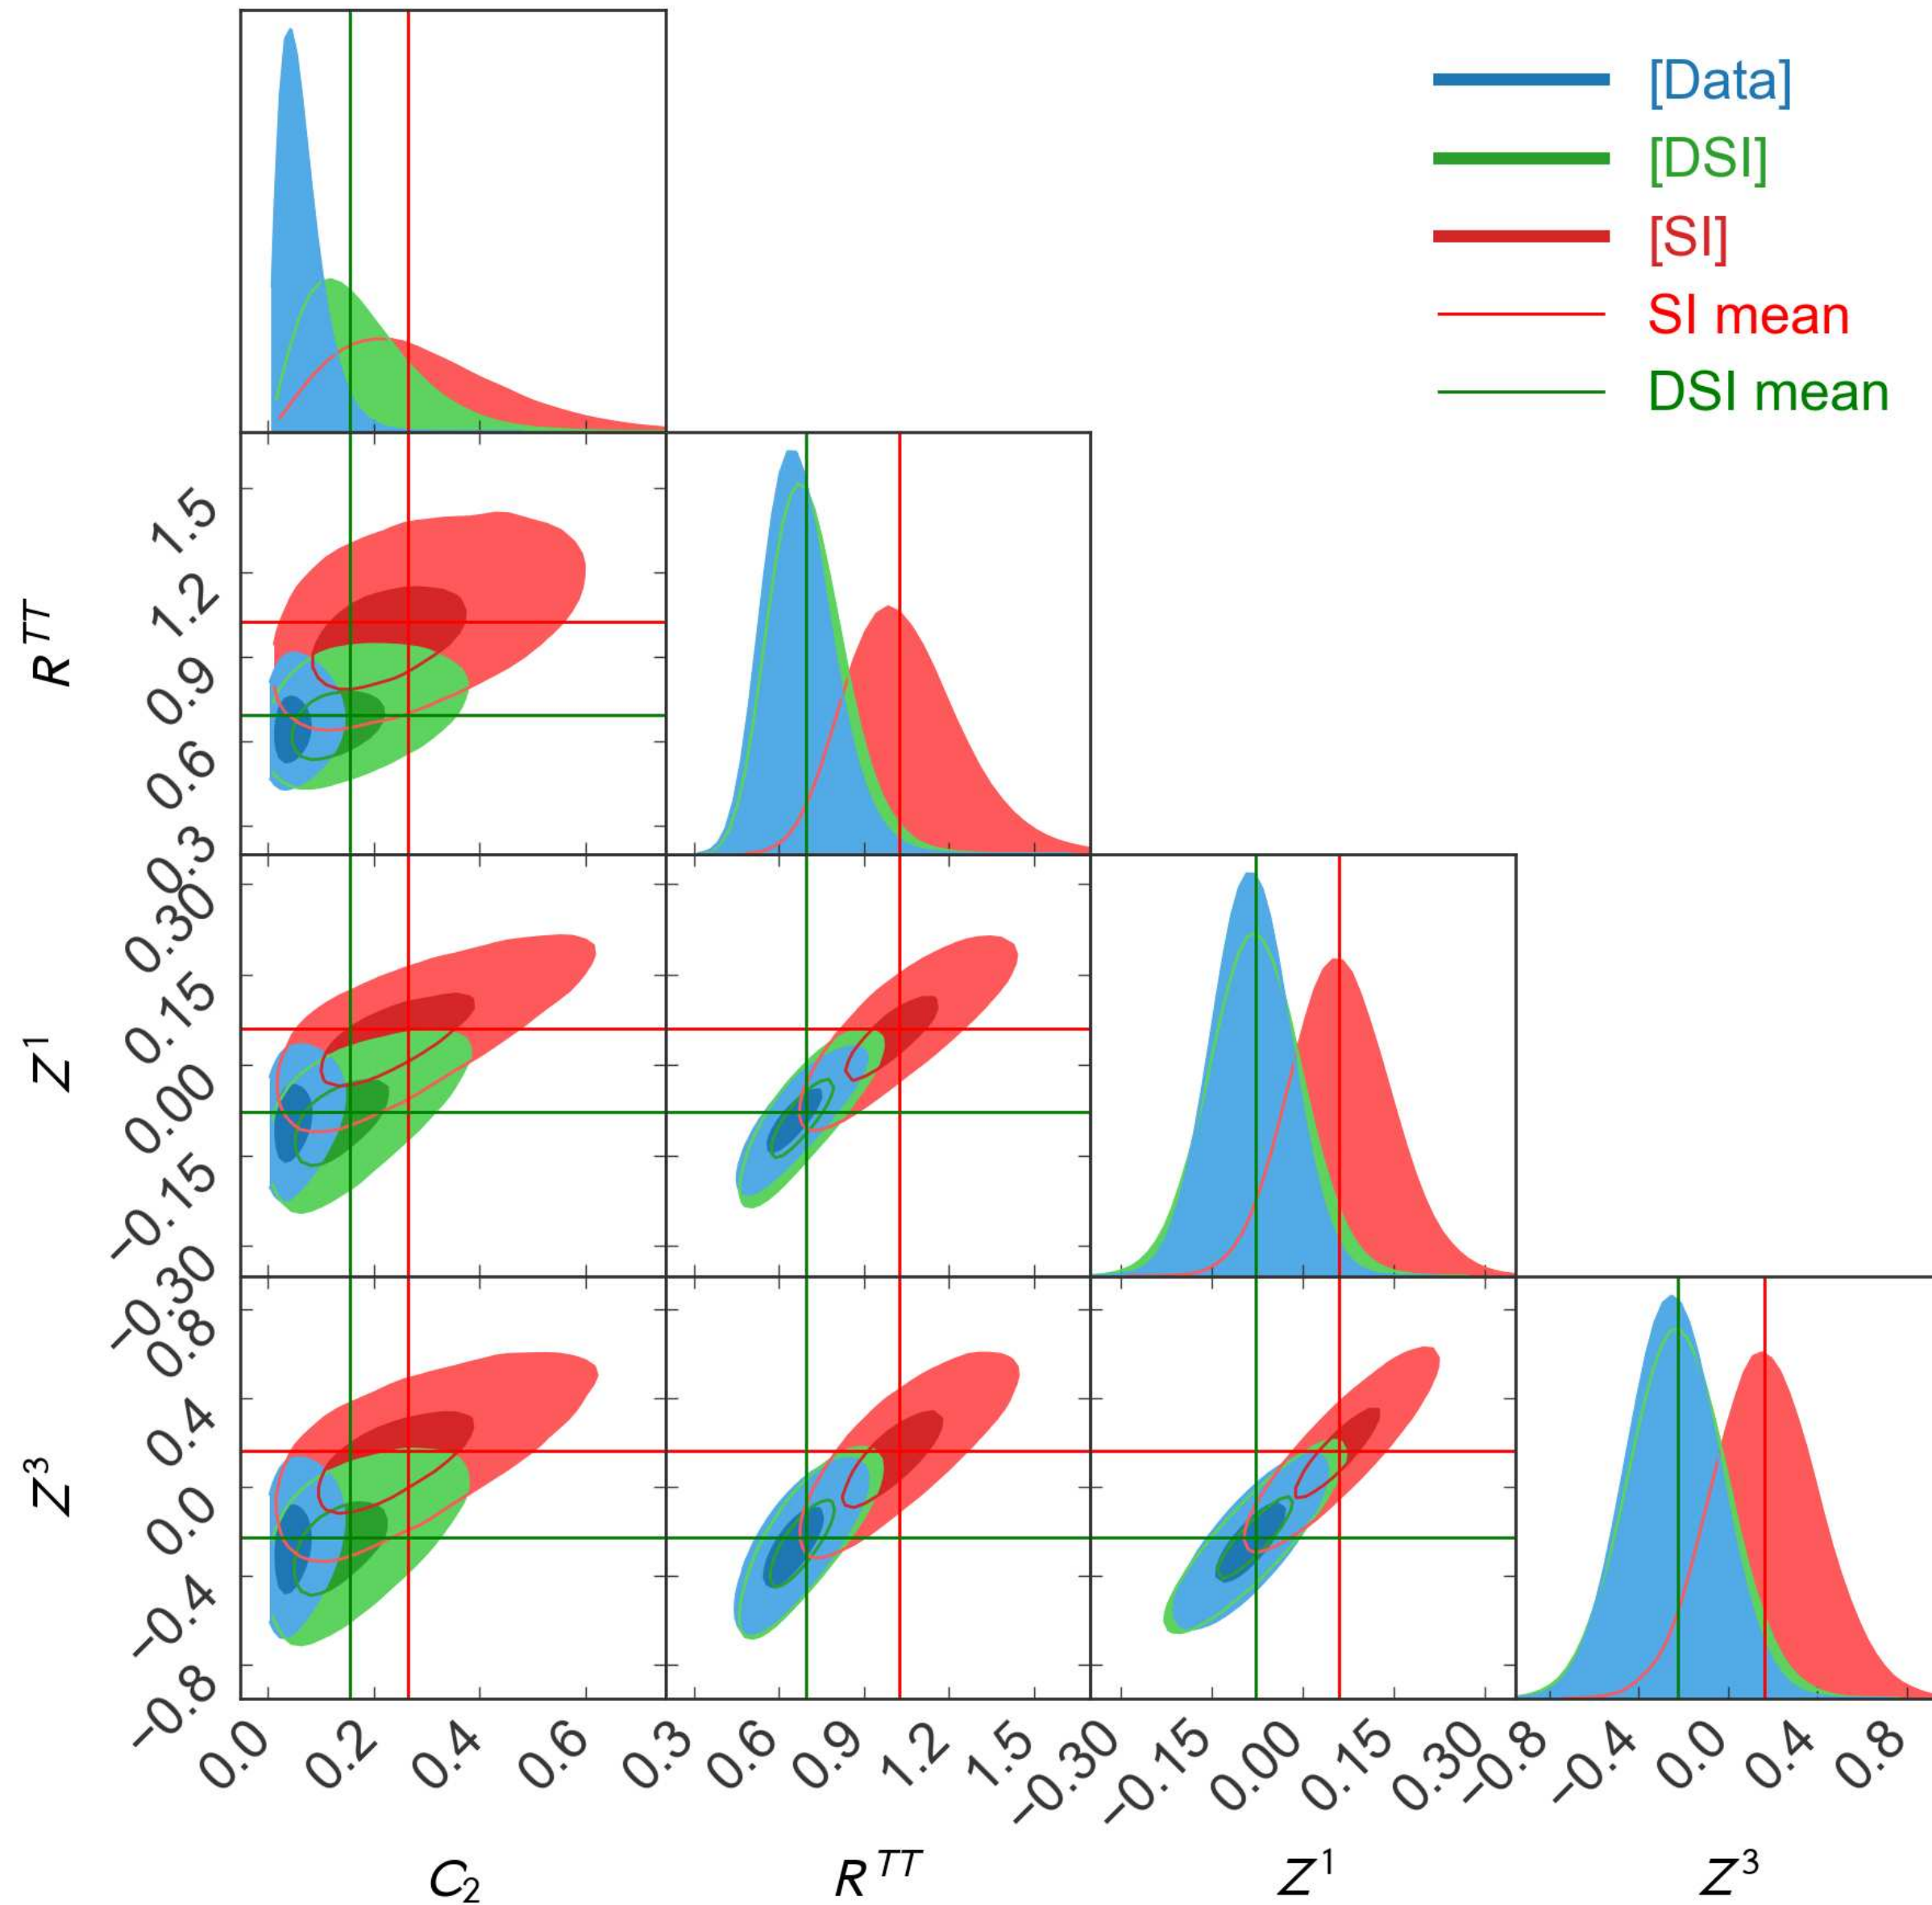 [Data]
[DSI]
[SI]
SI mean
DSI mean
R^TT
1.5
1.2
0.9
0.6
0.3
Z^1
0.30
0.15
0.00
−0.15
−0.30
Z^3
0.8
0.4
0.0
−0.4
−0.8
0.0 0.2 0.4 0.6 0.3 0.6 0.9 1.2 1.5 −0.30 −0.15 0.00 0.15 0.30 −0.8 −0.4 0.0 0.4 0.8
C_2 R^TT Z^1 Z^3